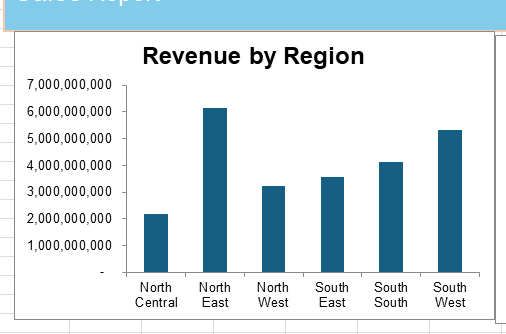 Sales Report
Revenue by Region
7,000,000,000
6,000,000,000
5,000,000,000
4,000,000,000
3,000,000,000
2,000,000,000
1,000,000,000
-
North Central
North East
North West
South East
South South
South West